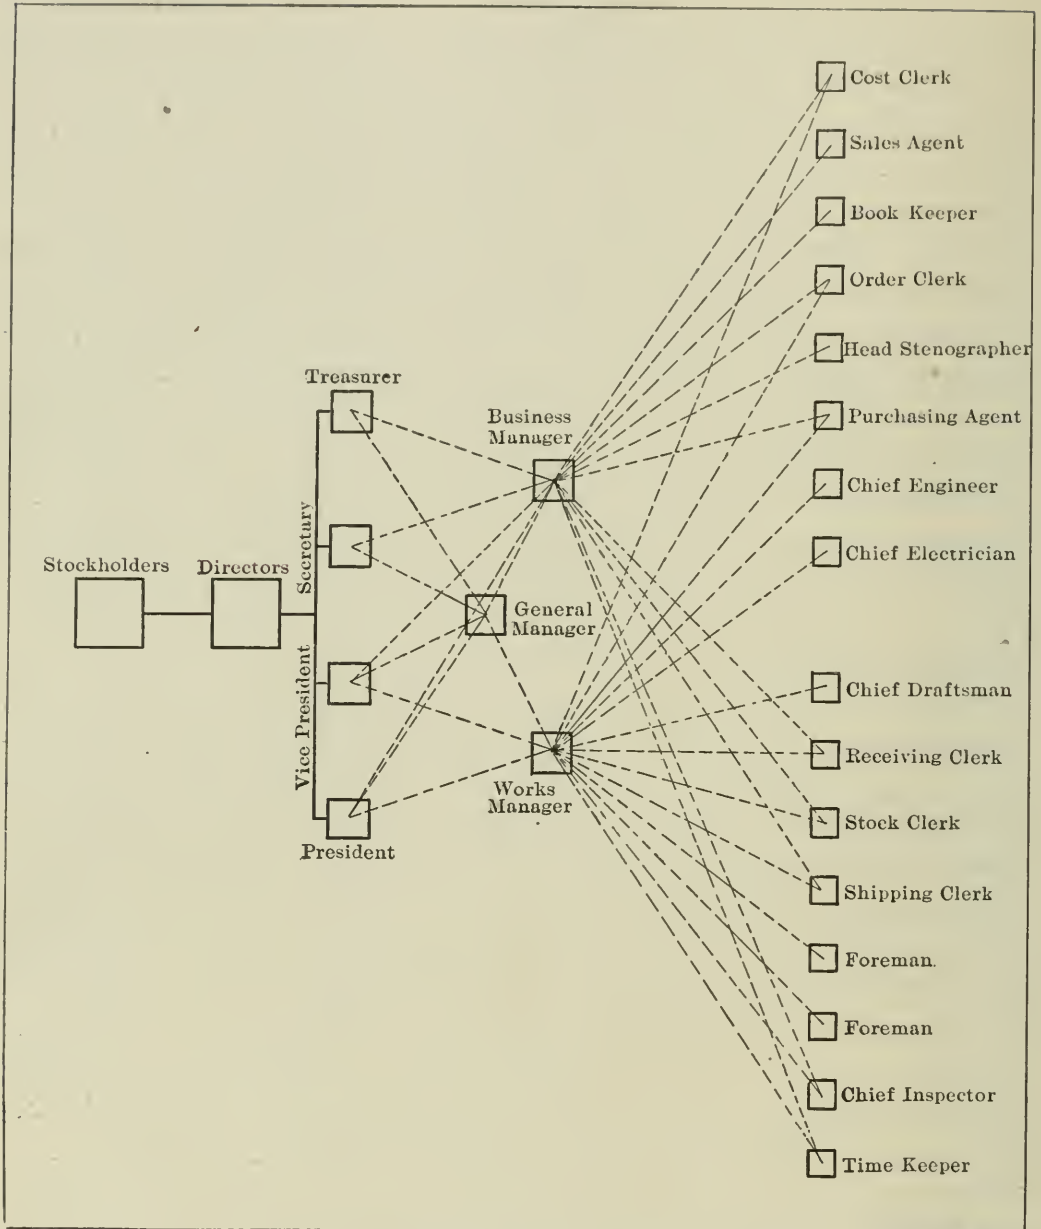 Cost Clerk
Sales Agent
Book Keeper
Order Clerk
Head Stenographer
Treasurer
Business
Manager
Purchasing Agent
Chief Engineer
Secretary
Chief Electrician
Stockholders
Directors
General
Manager
Vice President
Chief Draftsman
Receiving Clerk
Works
Manager
Stock Clerk
President
Shipping Clerk
Foreman.
Foreman
Chief Inspector
Time Keeper